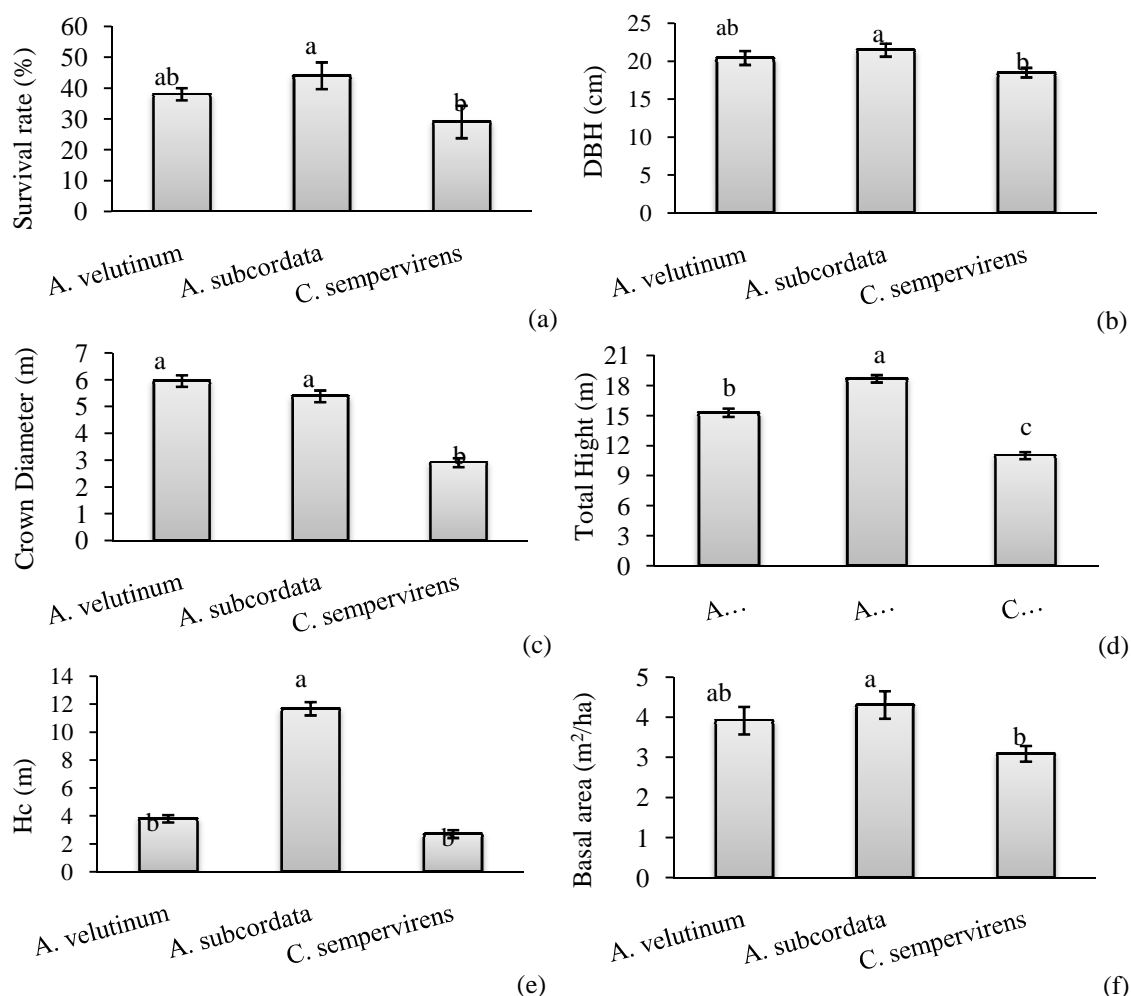 Survival rate (%)
60
50
40
30
20
10
0
ab
a
b
A. velutinum
A. subcordata
C. sempervirens
(a)
DBH (cm)
25
20
15
10
5
0
ab
a
b
A. velutinum
A. subcordata
C. sempervirens
(b)
Crown Diameter (m)
7
6
5
4
3
2
1
0
a
a
b
A. velutinum
A. subcordata
C. sempervirens
(c)
Total Hight (m)
21
18
15
12
9
6
3
0
b
a
c
A…
A…
C…
(d)
Hc (m)
14
12
10
8
6
4
2
0
b
a
b
A. velutinum
A. subcordata
C. sempervirens
(e)
Basal area (m²/ha)
5
4
3
2
1
0
ab
a
b
A. velutinum
A. subcordata
C. sempervirens
(f)